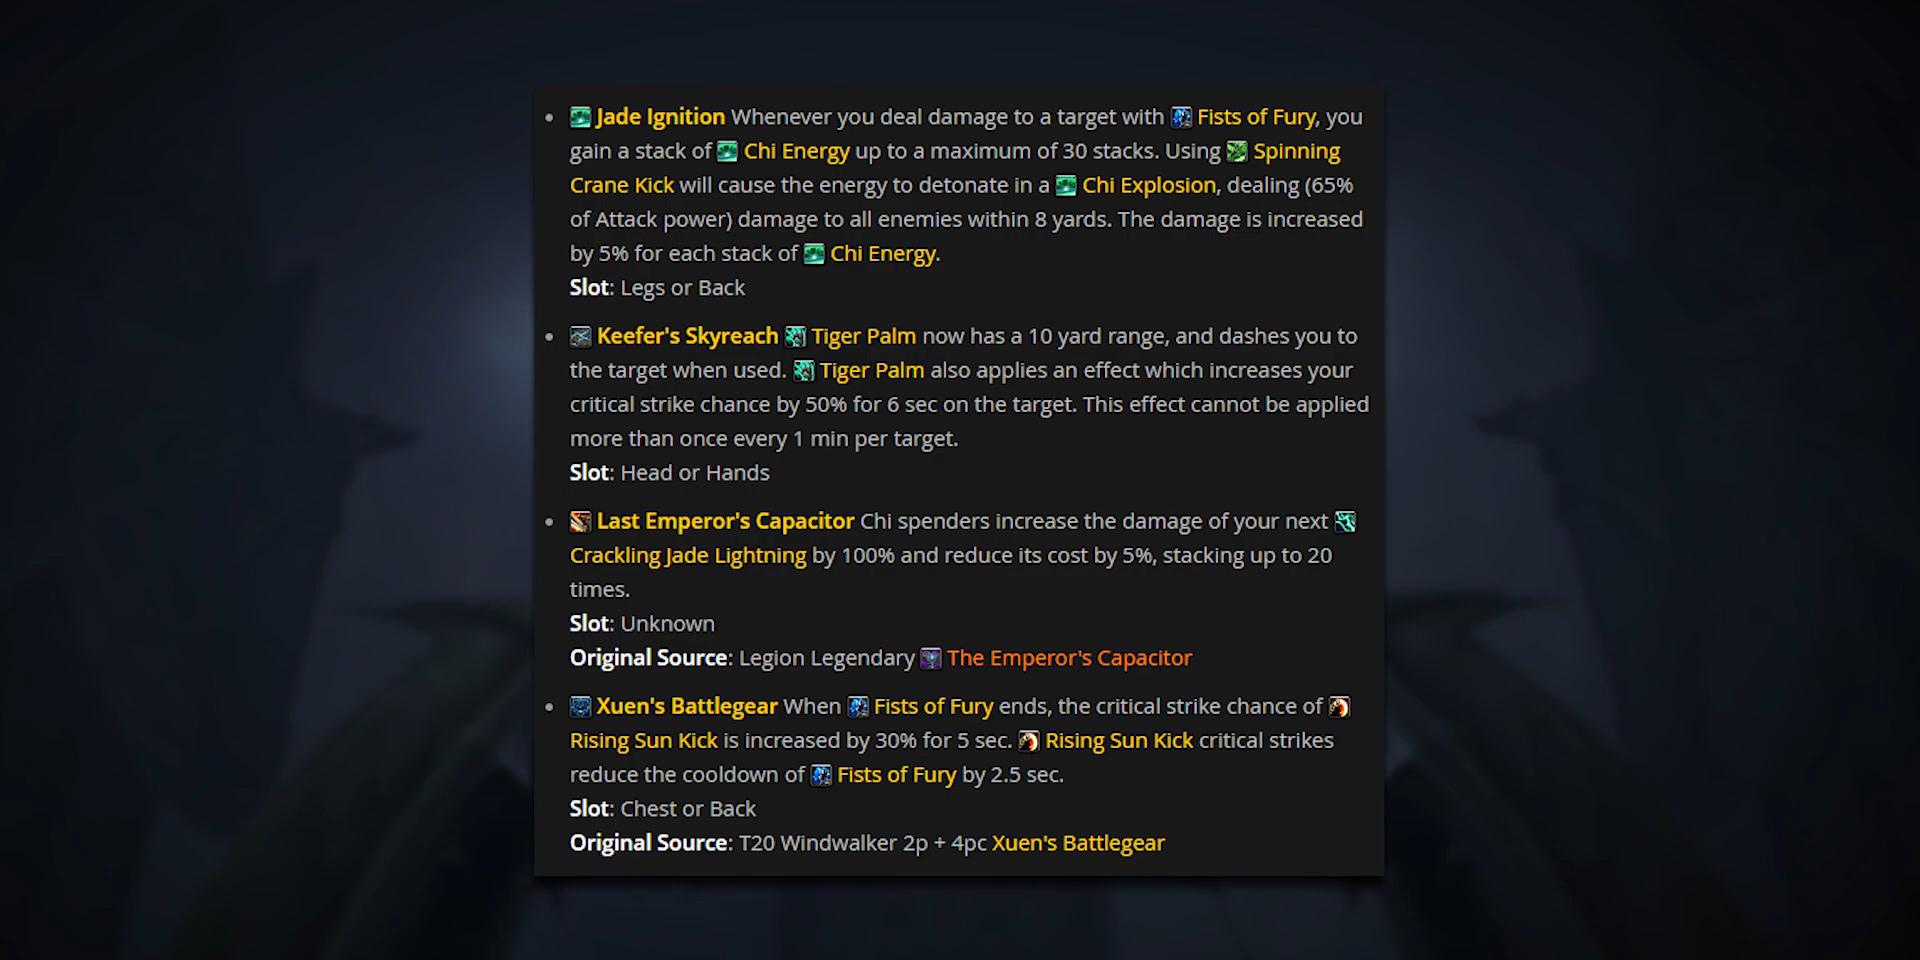 Jade Ignition Whenever you deal damage to a target with Fists of Fury, you
gain a stack of Chi Energy up to a maximum of 30 stacks. Using Spinning
Crane Kick will cause the energy to detonate in a Chi Explosion, dealing (65%
of Attack power) damage to all enemies within 8 yards. The damage is increased
by 5% for each stack of Chi Energy.
Slot: Legs or Back
Keefer's Skyreach Tiger Palm now has a 10 yard range, and dashes you to
the target when used. Tiger Palm also applies an effect which increases your
critical strike chance by 50% for 6 sec on the target. This effect cannot be applied
more than once every 1 min per target.
Slot: Head or Hands
Last Emperor's Capacitor Chi spenders increase the damage of your next
Crackling Jade Lightning by 100% and reduce its cost by 5%, stacking up to 20
times.
Slot: Unknown
Original Source: Legion Legendary The Emperor's Capacitor
Xuen's Battlegear When Fists of Fury ends, the critical strike chance of
Rising Sun Kick is increased by 30% for 5 sec. Rising Sun Kick critical strikes
reduce the cooldown of Fists of Fury by 2.5 sec.
Slot: Chest or Back
Original Source: T20 Windwalker 2p + 4pc Xuen's Battlegear